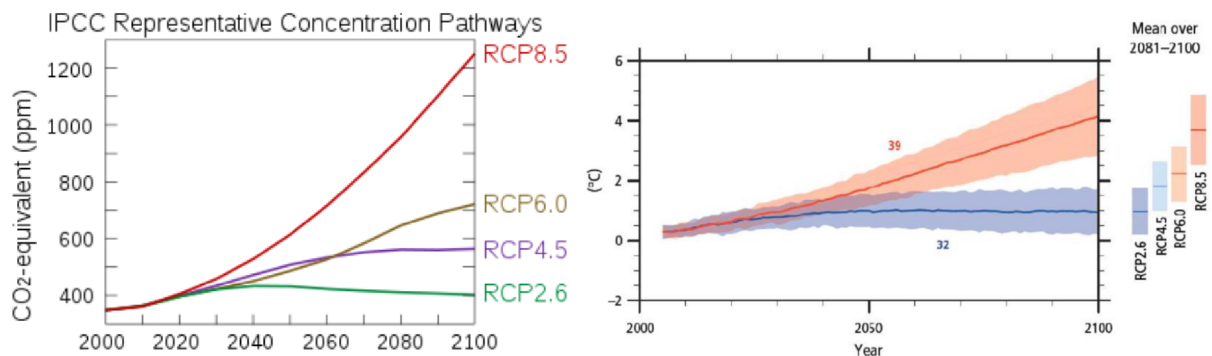 IPCC Representative Concentration Pathways
CO2-equivalent (ppm)
1200
1000
800
600
400
2000 2020 2040 2060 2080 2100
RCP8.5
RCP6.0
RCP4.5
RCP2.6
(°C)
6
4
2
0
−2
39
32
2000 2050 2100
Year
Mean over
2081–2100
RCP2.6
RCP4.5
RCP6.0
RCP8.5